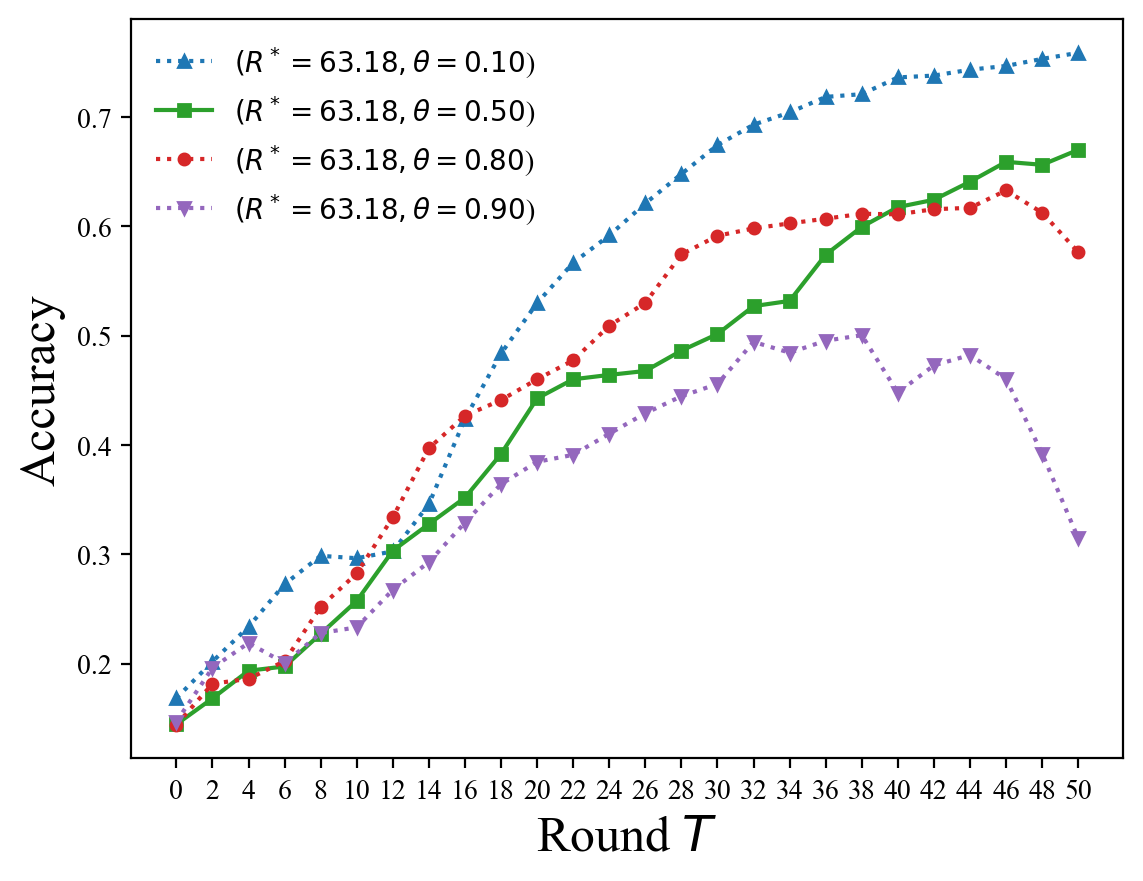 (R* = 63.18, θ = 0.10)
(R* = 63.18, θ = 0.50)
(R* = 63.18, θ = 0.80)
(R* = 63.18, θ = 0.90)
0.7
0.6
0.5
0.4
0.3
0.2
Accuracy
0 2 4 6 8 10 12 14 16 18 20 22 24 26 28 30 32 34 36 38 40 42 44 46 48 50
Round T